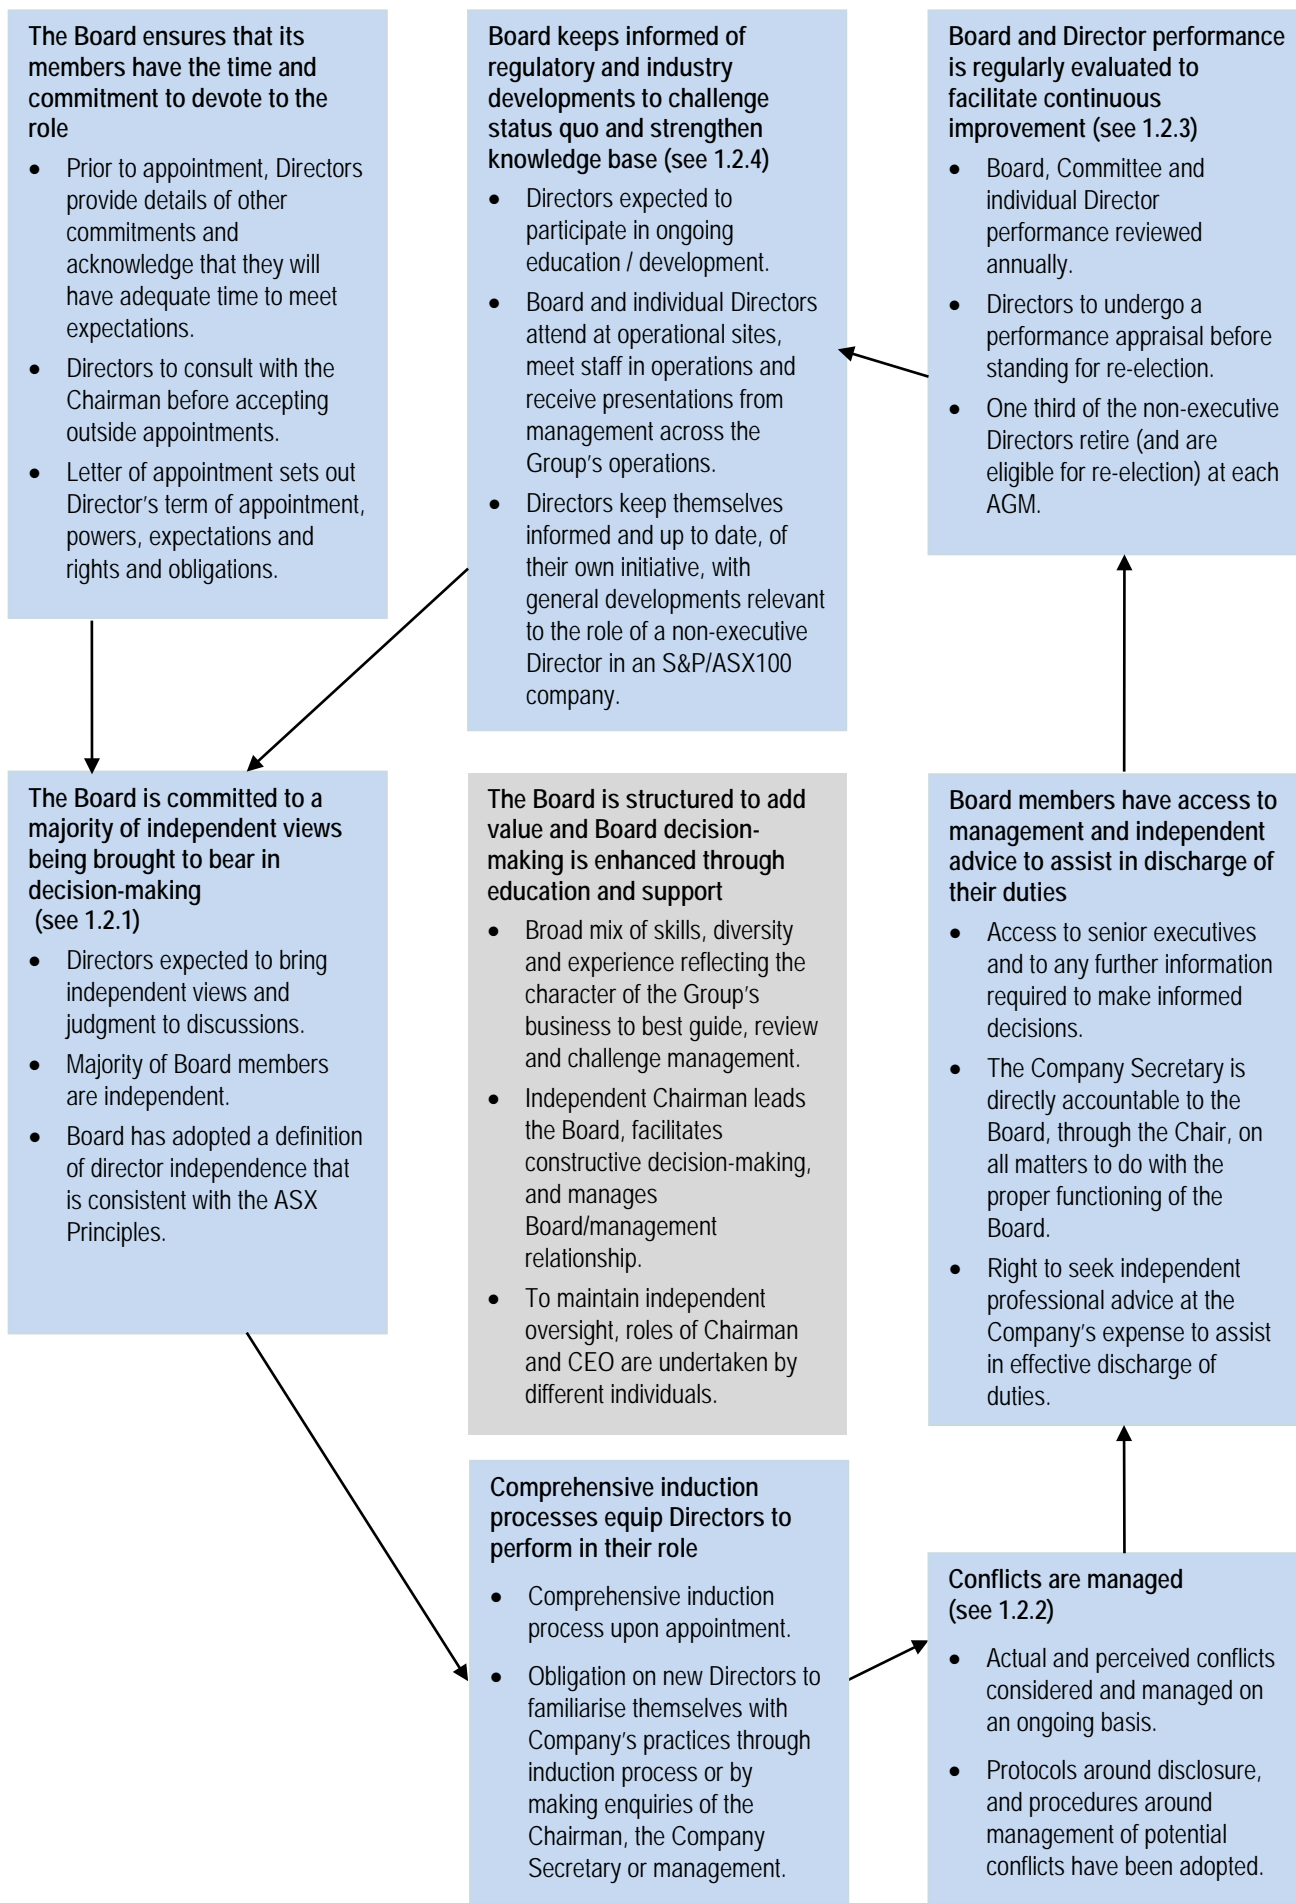 The Board ensures that its
members have the time and
commitment to devote to the
role
• Prior to appointment, Directors
provide details of other
commitments and
acknowledge that they will
have adequate time to meet
expectations.
• Directors to consult with the
Chairman before accepting
outside appointments.
• Letter of appointment sets out
Director's term of appointment,
powers, expectations and
rights and obligations.
Board keeps informed of
regulatory and industry
developments to challenge
status quo and strengthen
knowledge base (see 1.2.4)
• Directors expected to
participate in ongoing
education / development.
• Board and individual Directors
attend at operational sites,
meet staff in operations and
receive presentations from
management across the
Group's operations.
• Directors keep themselves
informed and up to date, of
their own initiative, with
general developments relevant
to the role of a non-executive
Director in an S&P/ASX100
company.
Board and Director performance
is regularly evaluated to
facilitate continuous
improvement (see 1.2.3)
• Board, Committee and
individual Director
performance reviewed
annually.
• Directors to undergo a
performance appraisal before
standing for re-election.
• One third of the non-executive
Directors retire (and are
eligible for re-election) at each
AGM.
The Board is committed to a
majority of independent views
being brought to bear in
decision-making
(see 1.2.1)
• Directors expected to bring
independent views and
judgment to discussions.
• Majority of Board members
are independent.
• Board has adopted a definition
of director independence that
is consistent with the ASX
Principles.
The Board is structured to add
value and Board decision-
making is enhanced through
education and support
• Broad mix of skills, diversity
and experience reflecting the
character of the Group's
business to best guide, review
and challenge management.
• Independent Chairman leads
the Board, facilitates
constructive decision-making,
and manages
Board/management
relationship.
• To maintain independent
oversight, roles of Chairman
and CEO are undertaken by
different individuals.
Board members have access to
management and independent
advice to assist in discharge of
their duties
• Access to senior executives
and to any further information
required to make informed
decisions.
• The Company Secretary is
directly accountable to the
Board, through the Chair, on
all matters to do with the
proper functioning of the
Board.
• Right to seek independent
professional advice at the
Company's expense to assist
in effective discharge of
duties.
Comprehensive induction
processes equip Directors to
perform in their role
• Comprehensive induction
process upon appointment.
• Obligation on new Directors to
familiarise themselves with
Company's practices through
induction process or by
making enquiries of the
Chairman, the Company
Secretary or management.
Conflicts are managed
(see 1.2.2)
• Actual and perceived conflicts
considered and managed on
an ongoing basis.
• Protocols around disclosure,
and procedures around
management of potential
conflicts have been adopted.